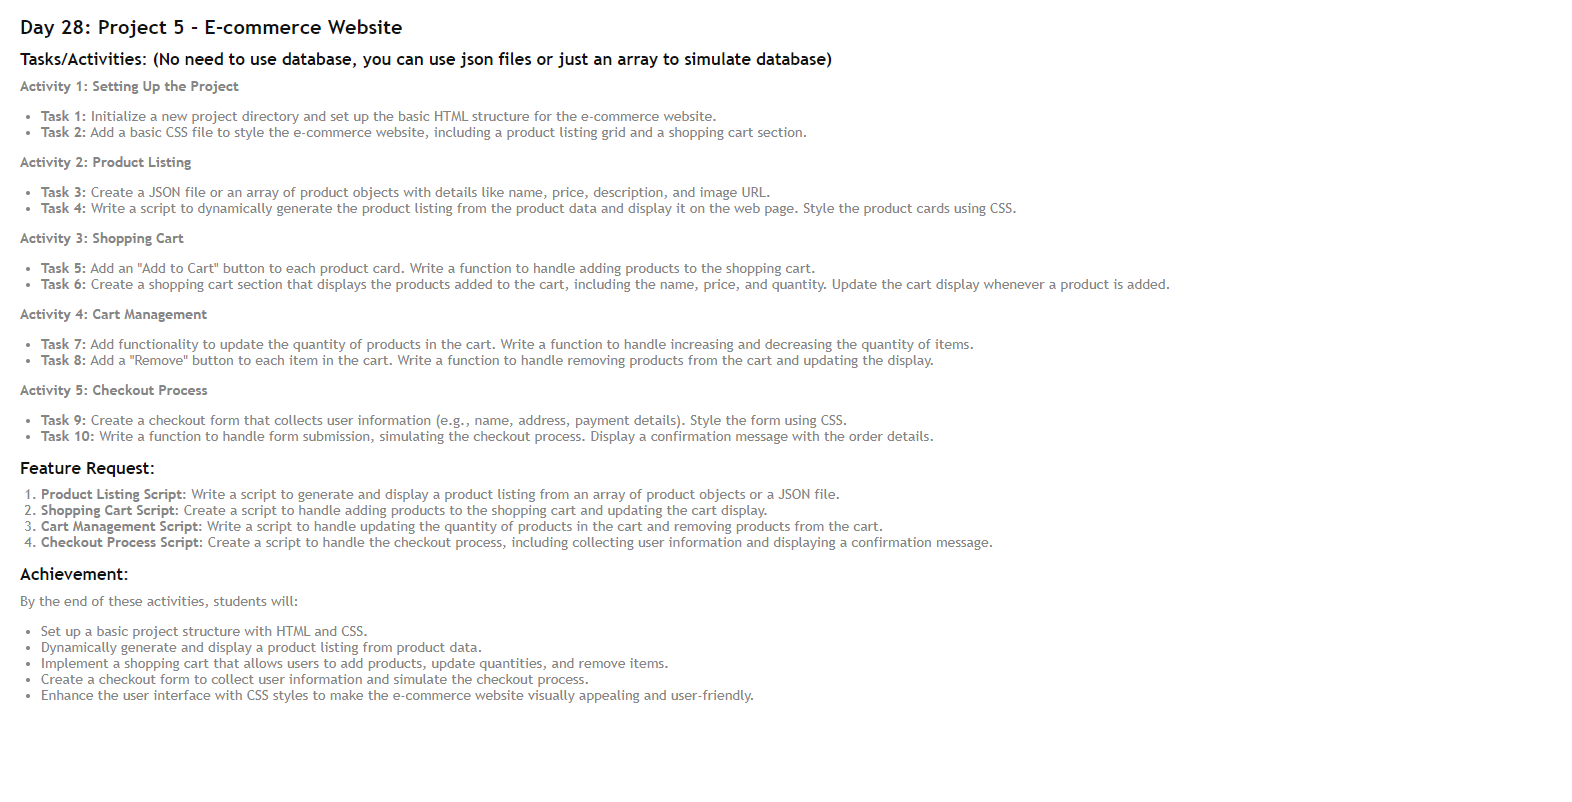 Day 28: Project 5 - E-commerce Website
Tasks/Activities: (No need to use database, you can use json files or just an array to simulate database)
Activity 1: Setting Up the Project
• Task 1: Initialize a new project directory and set up the basic HTML structure for the e-commerce website.
• Task 2: Add a basic CSS file to style the e-commerce website, including a product listing grid and a shopping cart section.
Activity 2: Product Listing
• Task 3: Create a JSON file or an array of product objects with details like name, price, description, and image URL.
• Task 4: Write a script to dynamically generate the product listing from the product data and display it on the web page. Style the product cards using CSS.
Activity 3: Shopping Cart
• Task 5: Add an "Add to Cart" button to each product card. Write a function to handle adding products to the shopping cart.
• Task 6: Create a shopping cart section that displays the products added to the cart, including the name, price, and quantity. Update the cart display whenever a product is added.
Activity 4: Cart Management
• Task 7: Add functionality to update the quantity of products in the cart. Write a function to handle increasing and decreasing the quantity of items.
• Task 8: Add a "Remove" button to each item in the cart. Write a function to handle removing products from the cart and updating the display.
Activity 5: Checkout Process
• Task 9: Create a checkout form that collects user information (e.g., name, address, payment details). Style the form using CSS.
• Task 10: Write a function to handle form submission, simulating the checkout process. Display a confirmation message with the order details.
Feature Request:
1. Product Listing Script: Write a script to generate and display a product listing from an array of product objects or a JSON file.
2. Shopping Cart Script: Create a script to handle adding products to the shopping cart and updating the cart display.
3. Cart Management Script: Write a script to handle updating the quantity of products in the cart and removing products from the cart.
4. Checkout Process Script: Create a script to handle the checkout process, including collecting user information and displaying a confirmation message.
Achievement:
By the end of these activities, students will:
• Set up a basic project structure with HTML and CSS.
• Dynamically generate and display a product listing from product data.
• Implement a shopping cart that allows users to add products, update quantities, and remove items.
• Create a checkout form to collect user information and simulate the checkout process.
• Enhance the user interface with CSS styles to make the e-commerce website visually appealing and user-friendly.